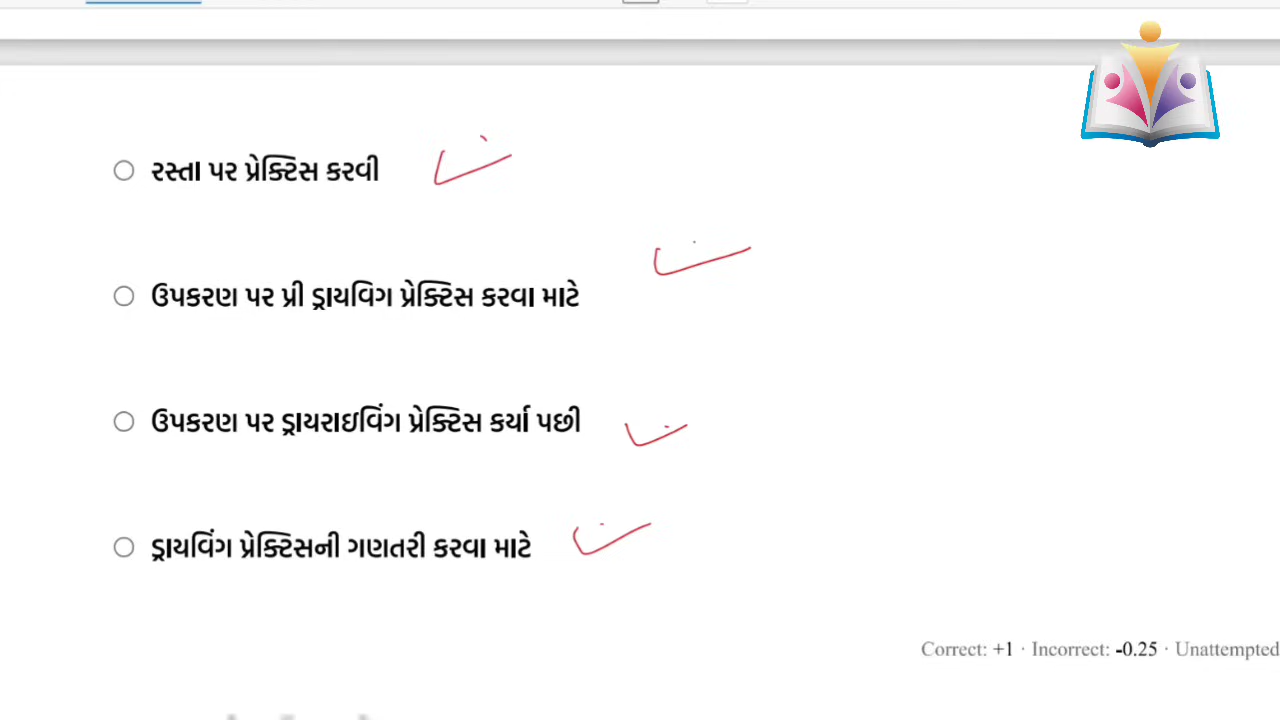 રસ્તા પર પ્રેક્ટિસ કરવી
ઉપકરણ પર પ્રી ડ્રાયવિગ પ્રેક્ટિસ કરવા માટે
ઉપકરણ પર ડ્રાયરાઇવિંગ પ્રેક્ટિસ કર્યા પછી
ડ્રાયવિંગ પ્રેક્ટિસની ગણતરી કરવા માટે
Correct: +1 · Incorrect: -0.25 · Unattempted